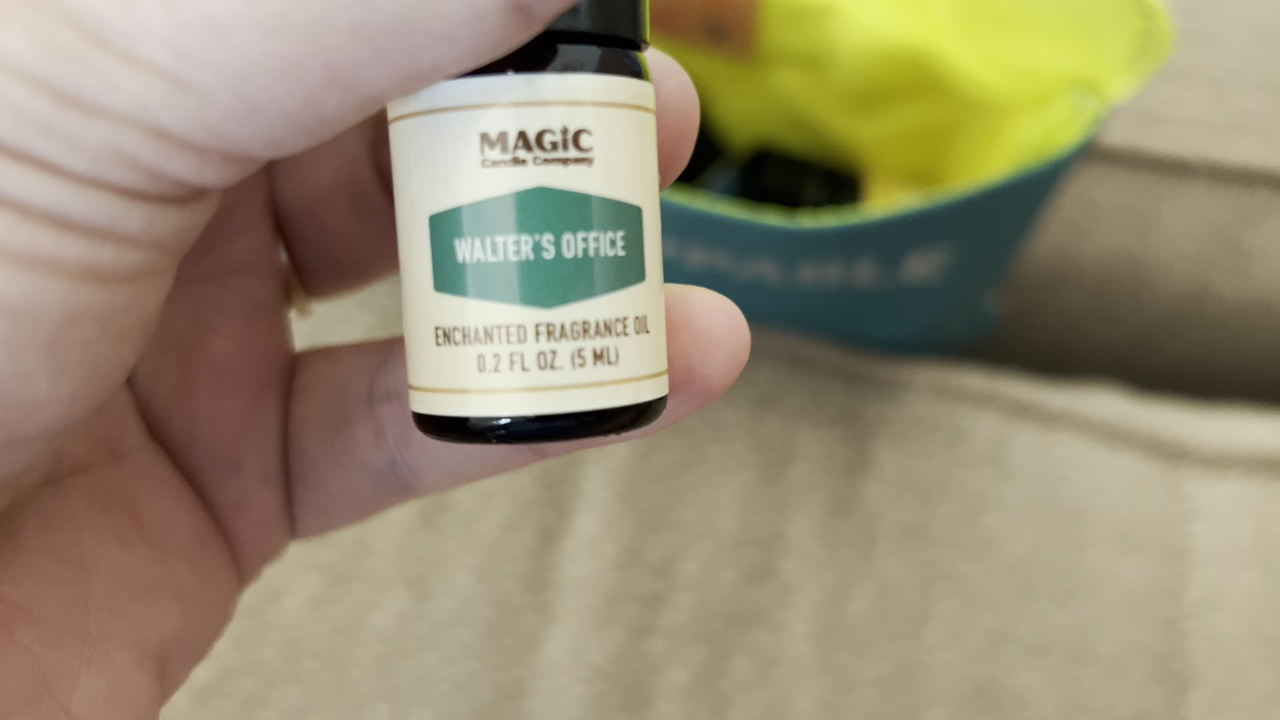 MAGiC
Candle Company
WALTER'S OFFICE
ENCHANTED FRAGRANCE OIL
0.2 FL OZ. (5 ML)